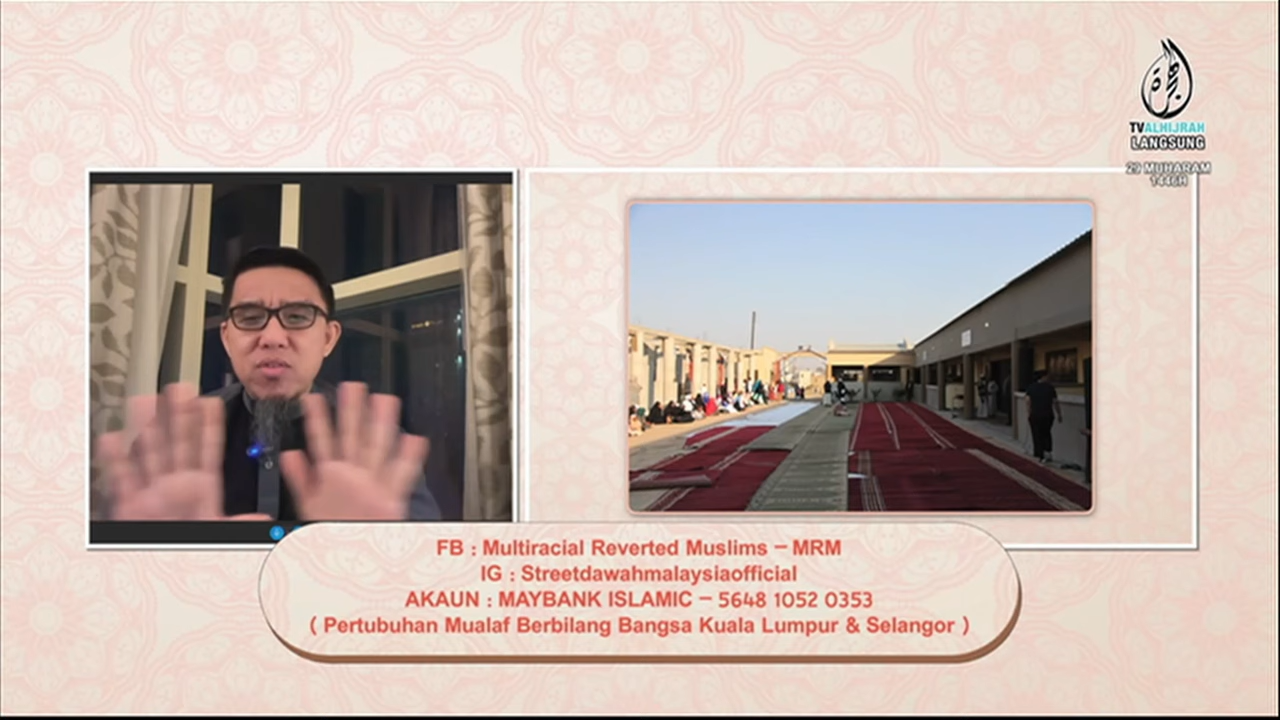 الهجرة
TVALHIJRAH
LANGSUNG
29 MUHARAM
1446H
FB : Multiracial Reverted Muslims – MRM
IG : Streetdawahmalaysiaofficial
AKAUN : MAYBANK ISLAMIC – 5648 1052 0353
( Pertubuhan Mualaf Berbilang Bangsa Kuala Lumpur & Selangor )